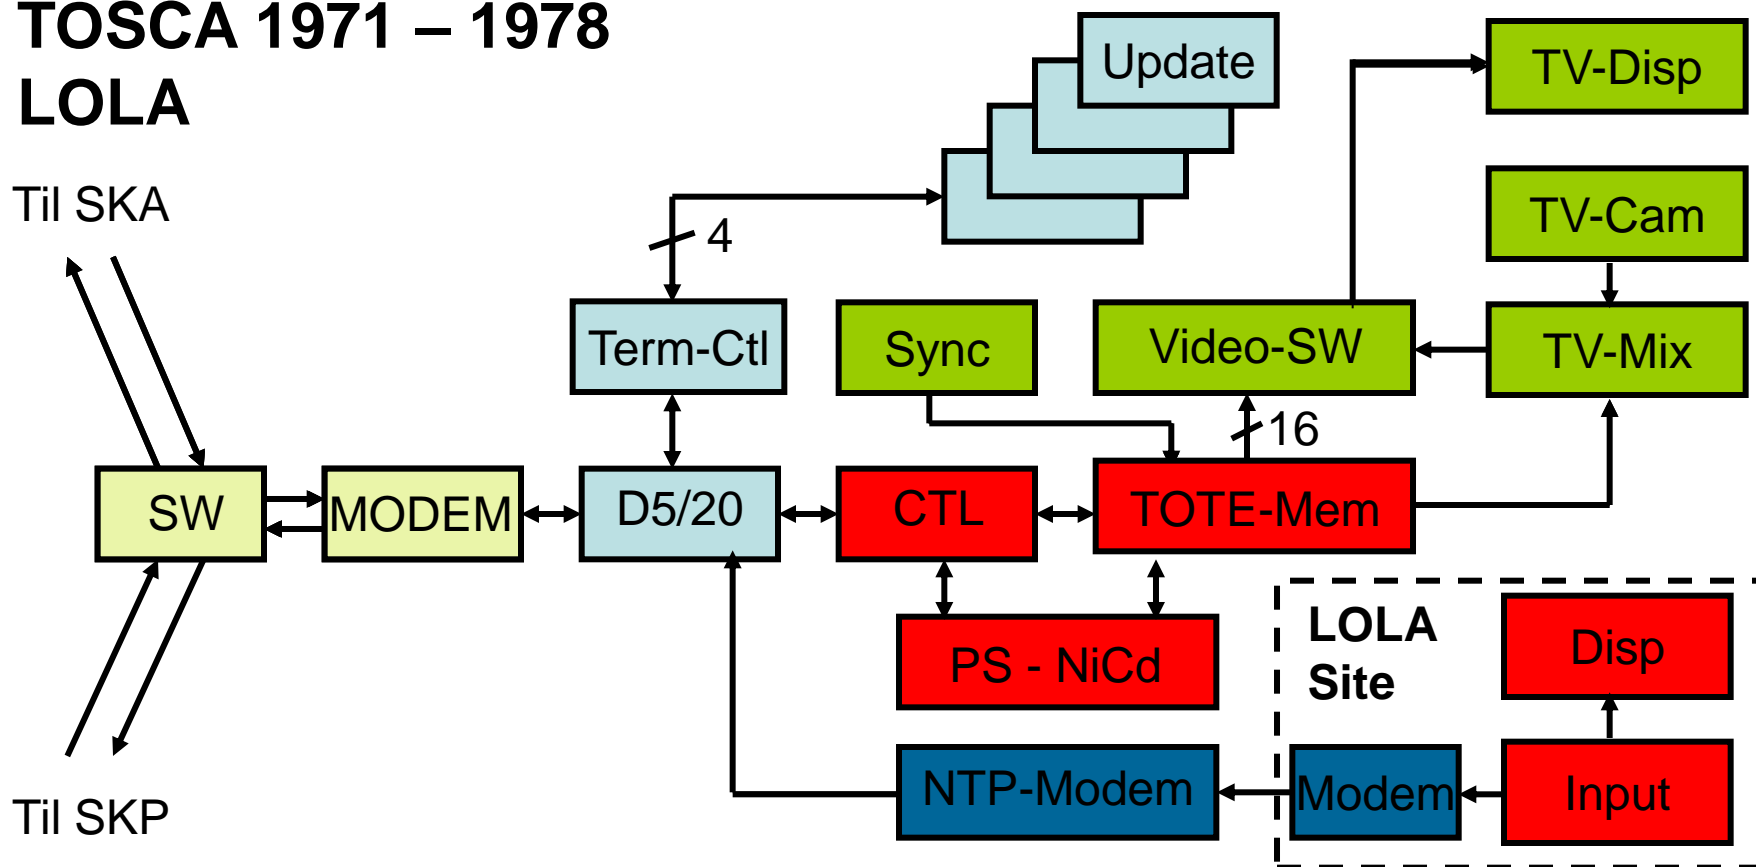 TOSCA 1971 – 1978
LOLA
Update
TV-Disp
Til SKA
TV-Cam
4
Term-Ctl
Sync
Video-SW
TV-Mix
16
SW
MODEM
D5/20
CTL
TOTE-Mem
LOLA
Site
Disp
PS - NiCd
NTP-Modem
Modem
Input
Til SKP